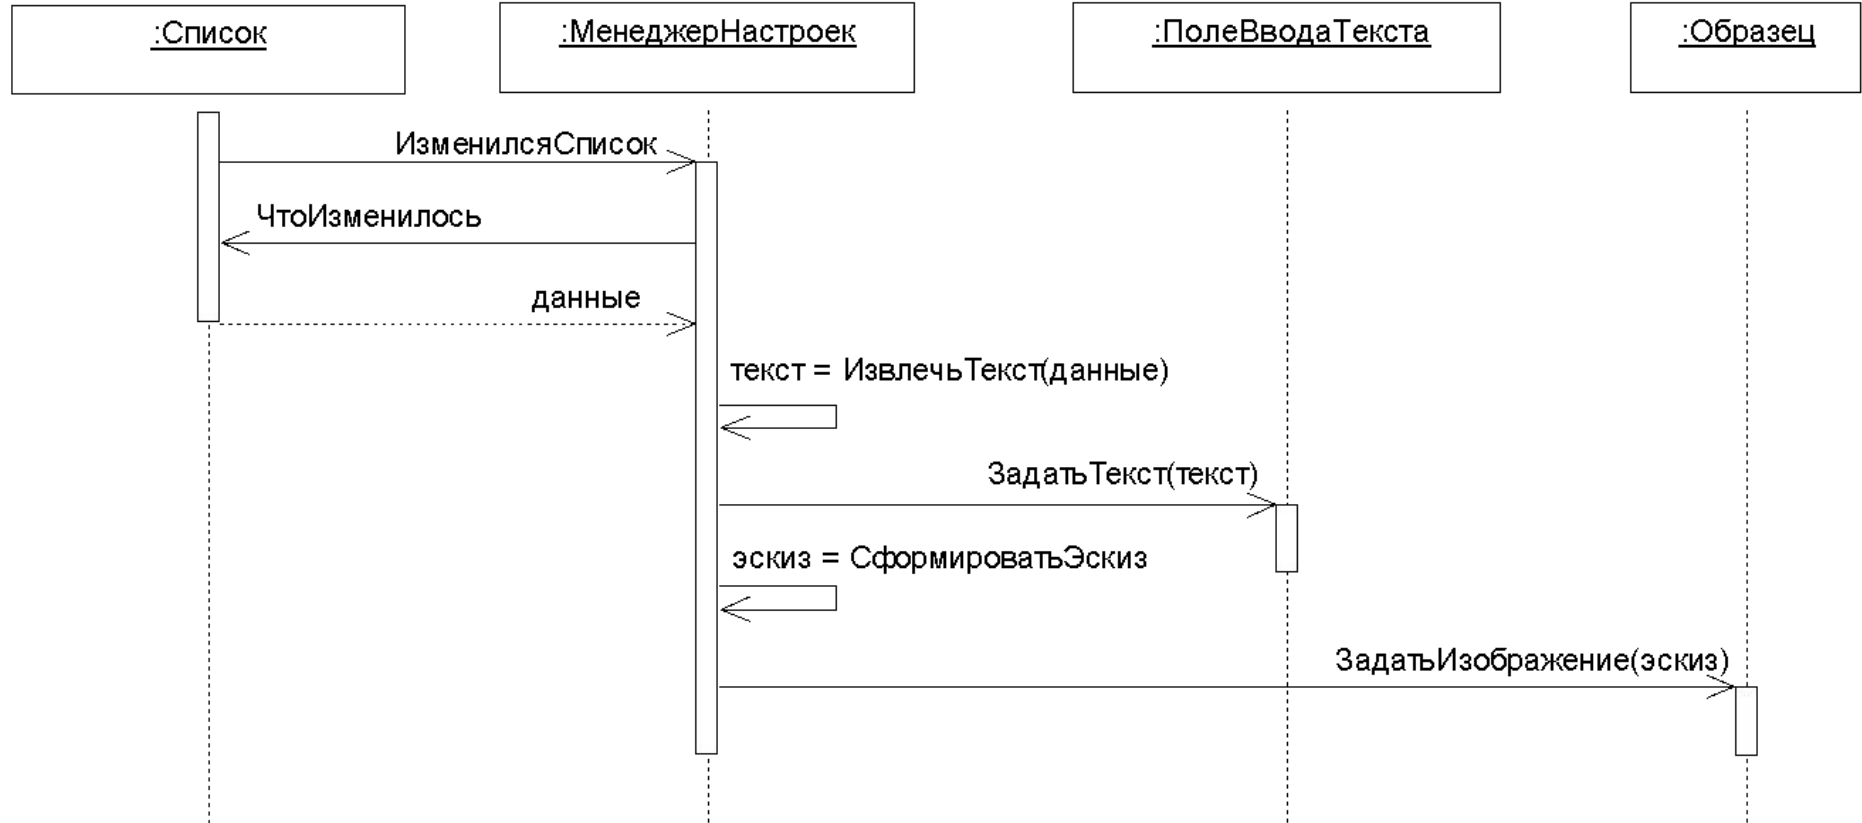 :Список
:МенеджерНастроек
:ПолеВводаТекста
:Образец
ИзменилсяСписок
ЧтоИзменилось
данные
текст = ИзвлечьТекст(данные)
ЗадатьТекст(текст)
эскиз = СформироватьЭскиз
ЗадатьИзображение(эскиз)